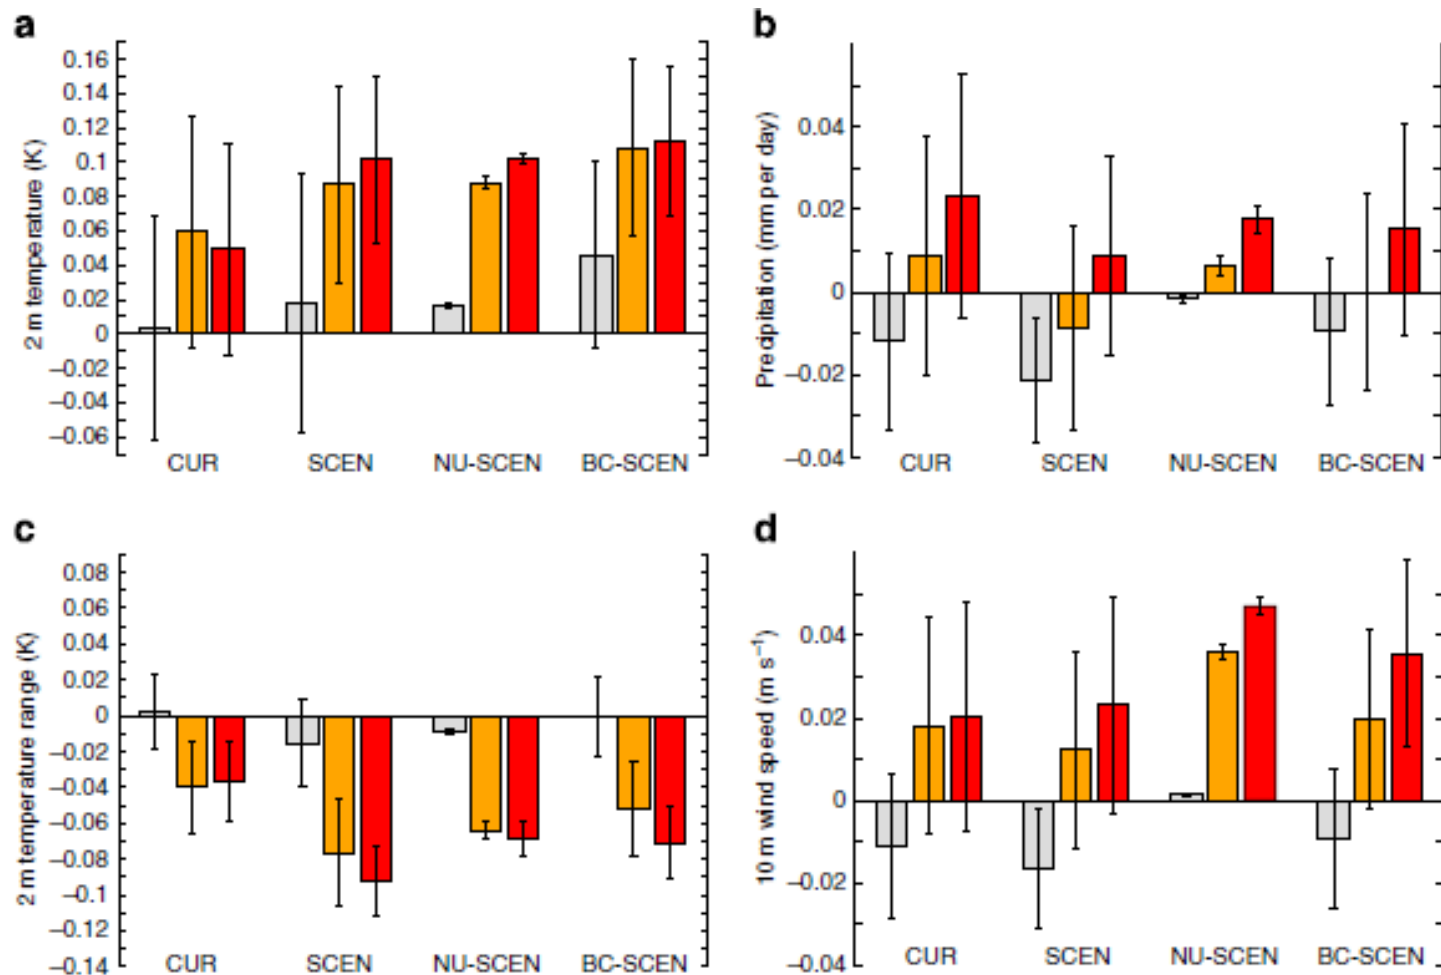 a
2 m temperature (K)
0.16
0.14
0.12
0.1
0.08
0.06
0.04
0.02
0
−0.02
−0.04
−0.06
CUR SCEN NU-SCEN BC-SCEN
b
Precipitation (mm per day)
0.04
0.02
0
−0.02
−0.04
CUR SCEN NU-SCEN BC-SCEN
c
2 m temperature range (K)
0.08
0.06
0.04
0.02
0
−0.02
−0.04
−0.06
−0.08
−0.1
−0.12
−0.14
CUR SCEN NU-SCEN BC-SCEN
d
10 m wind speed (m s⁻¹)
0.04
0.02
0
−0.02
−0.04
CUR SCEN NU-SCEN BC-SCEN